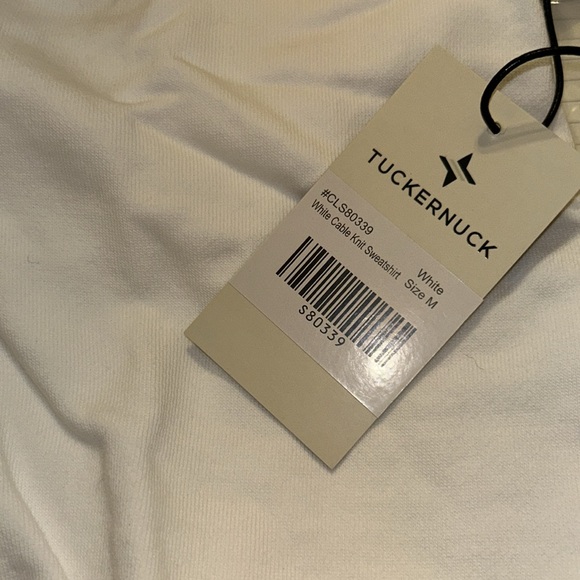 TUCKERNUCK
#CLS80339
White Cable Knit Sweatshirt
White
Size M
S80339